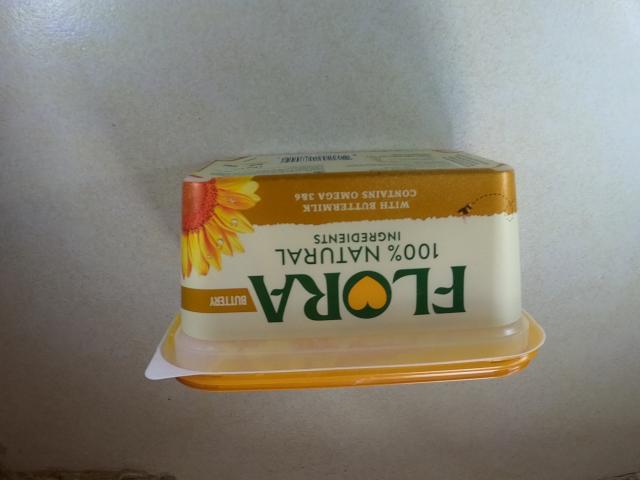 FLORA
BUTTERY
100% NATURAL
INGREDIENTS
WITH BUTTERMILK
CONTAINS OMEGA 3&6